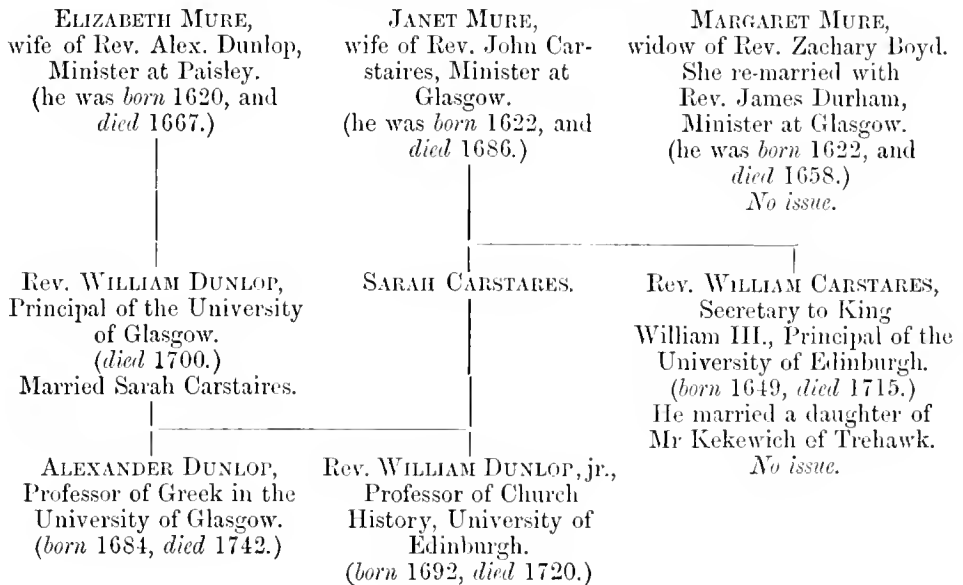 ELIZABETH MURE,
wife of Rev. Alex. Dunlop,
Minister at Paisley.
(he was born 1620, and
died 1667.)
JANET MURE,
wife of Rev. John Car-
staires, Minister at
Glasgow.
(he was born 1622, and
died 1686.)
MARGARET MURE,
widow of Rev. Zachary Boyd.
She re-married with
Rev. James Durham,
Minister at Glasgow.
(he was born 1622, and
died 1658.)
No issue.
Rev. WILLIAM DUNLOP,
Principal of the University
of Glasgow.
(died 1700.)
Married Sarah Carstaires.
SARAH CARSTARES.
Rev. WILLIAM CARSTARES,
Secretary to King
William III., Principal of the
University of Edinburgh.
(born 1649, died 1715.)
He married a daughter of
Mr Kekewich of Trehawk.
No issue.
ALEXANDER DUNLOP,
Professor of Greek in the
University of Glasgow.
(born 1684, died 1742.)
Rev. WILLIAM DUNLOP, jr.,
Professor of Church
History, University of
Edinburgh.
(born 1692, died 1720.)